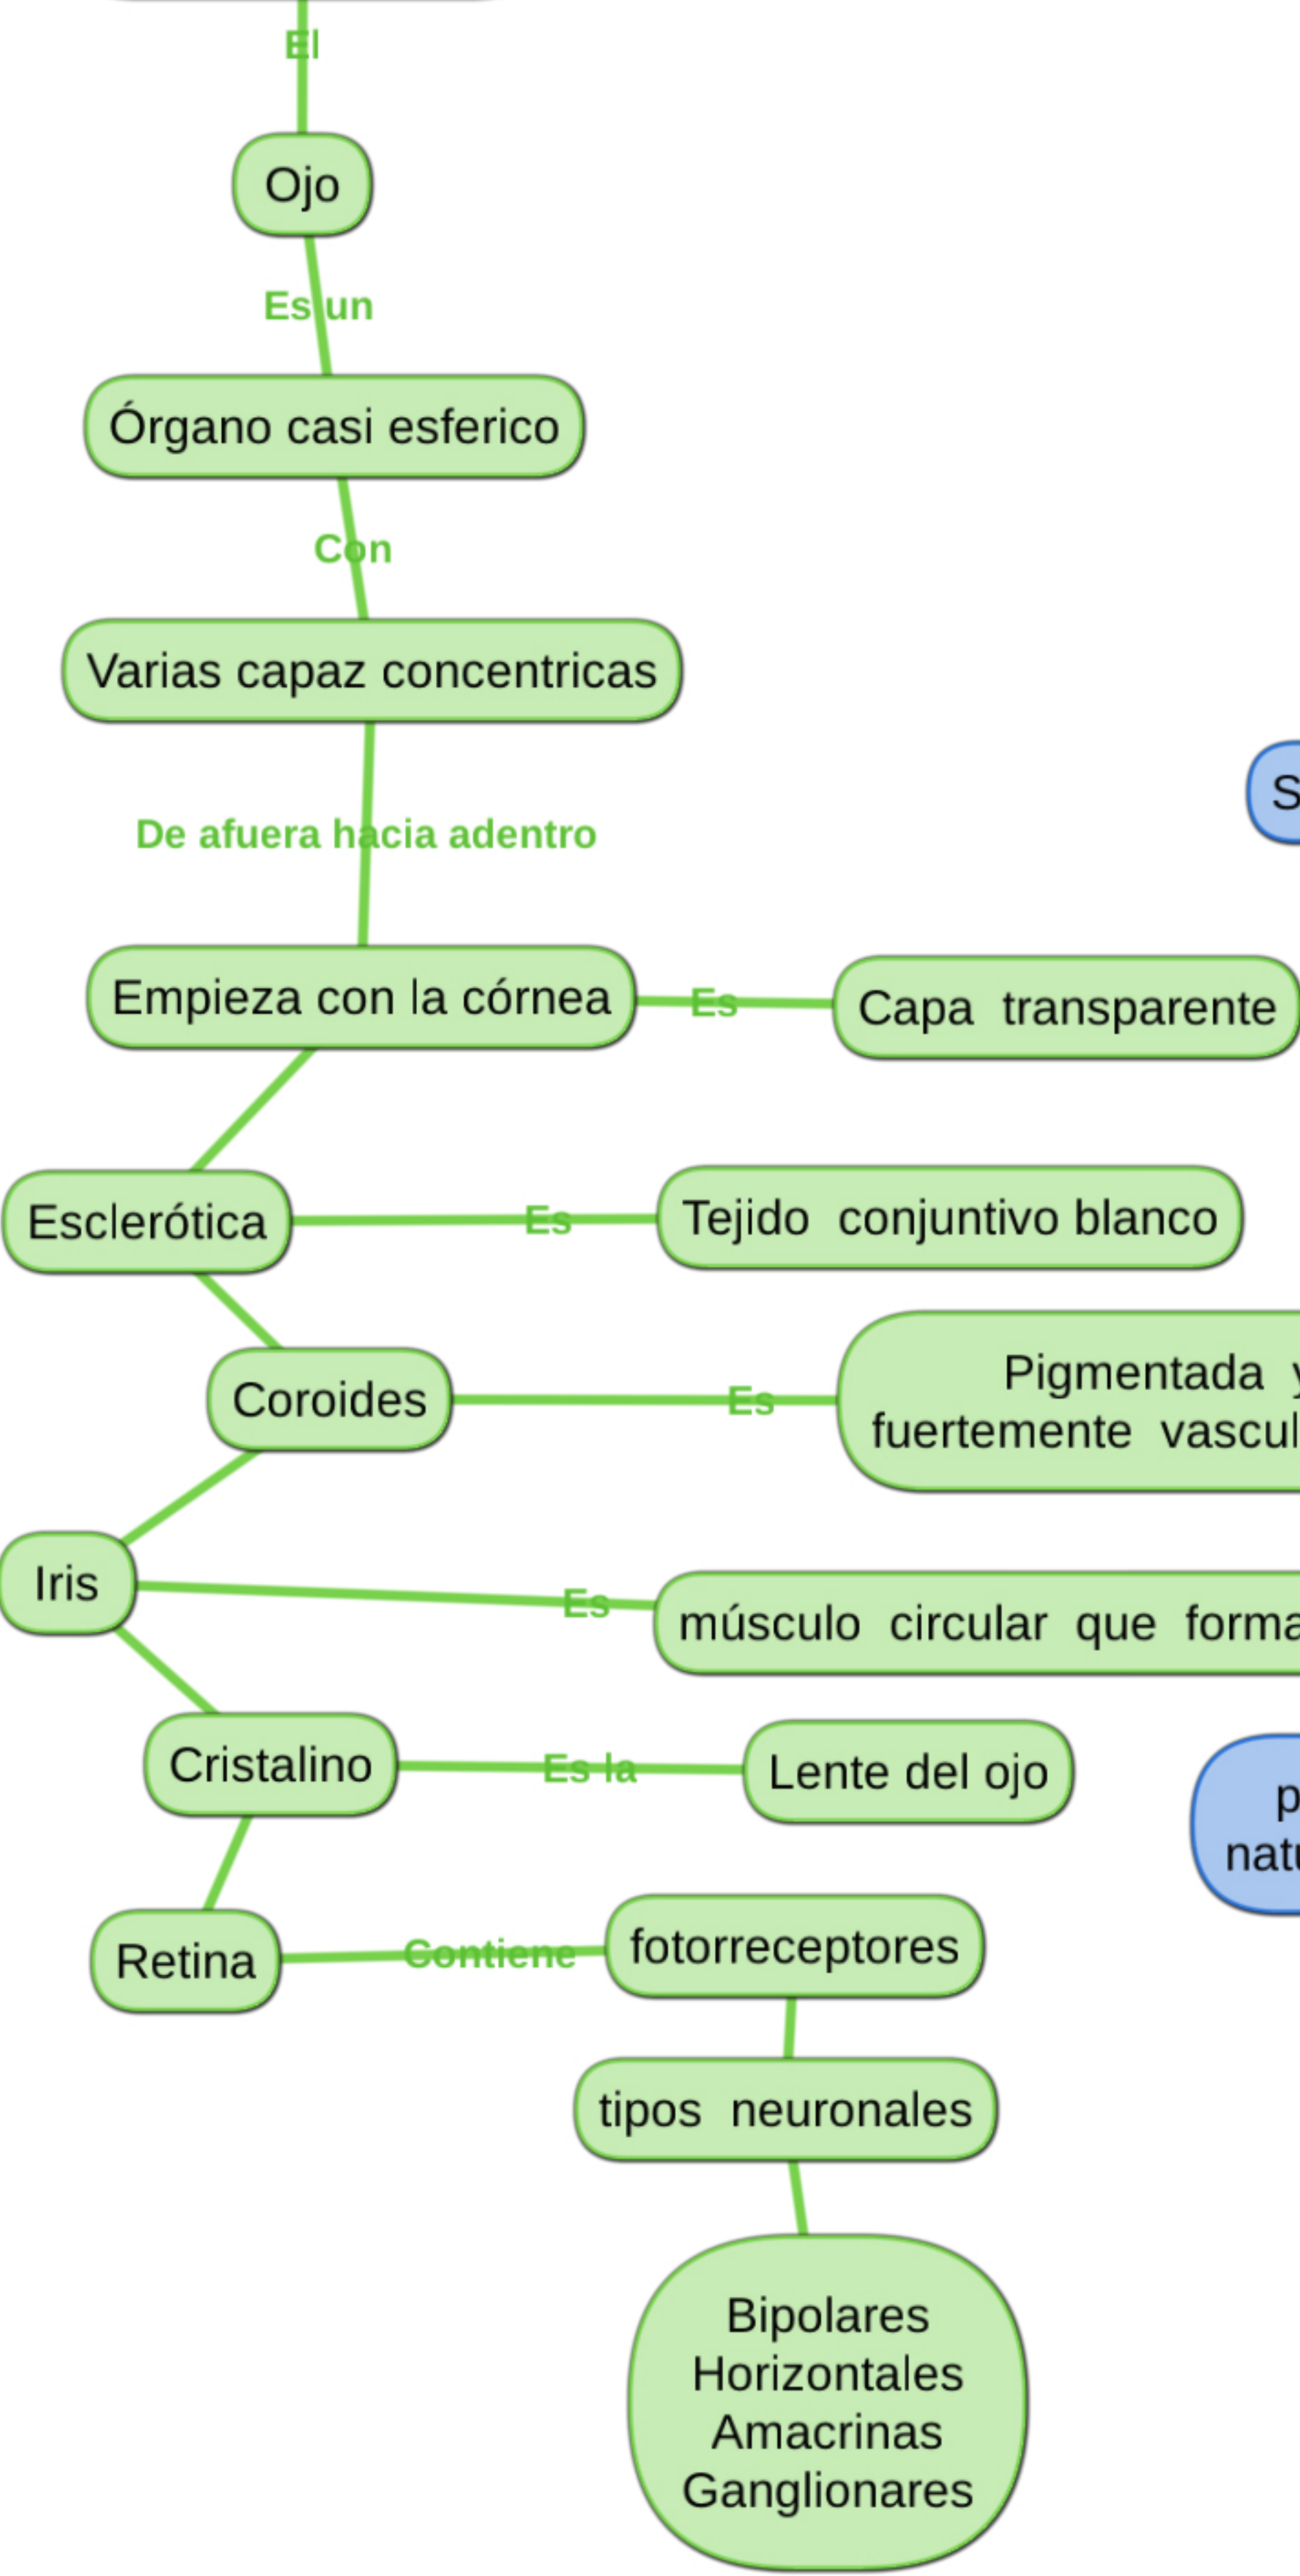 El
Ojo
Es un
Órgano casi esferico
Con
Varias capaz concentricas
De afuera hacia adentro
Empieza con la córnea
Es
Capa transparente
Esclerótica
Es
Tejido conjuntivo blanco
Coroides
Es
Pigmentada
fuertemente
Iris
Es
músculo circular que forma
Cristalino
Es la
Lente del ojo
Retina
Contiene
fotorreceptores
tipos neuronales
Bipolares
Horizontales
Amacrinas
Ganglionares